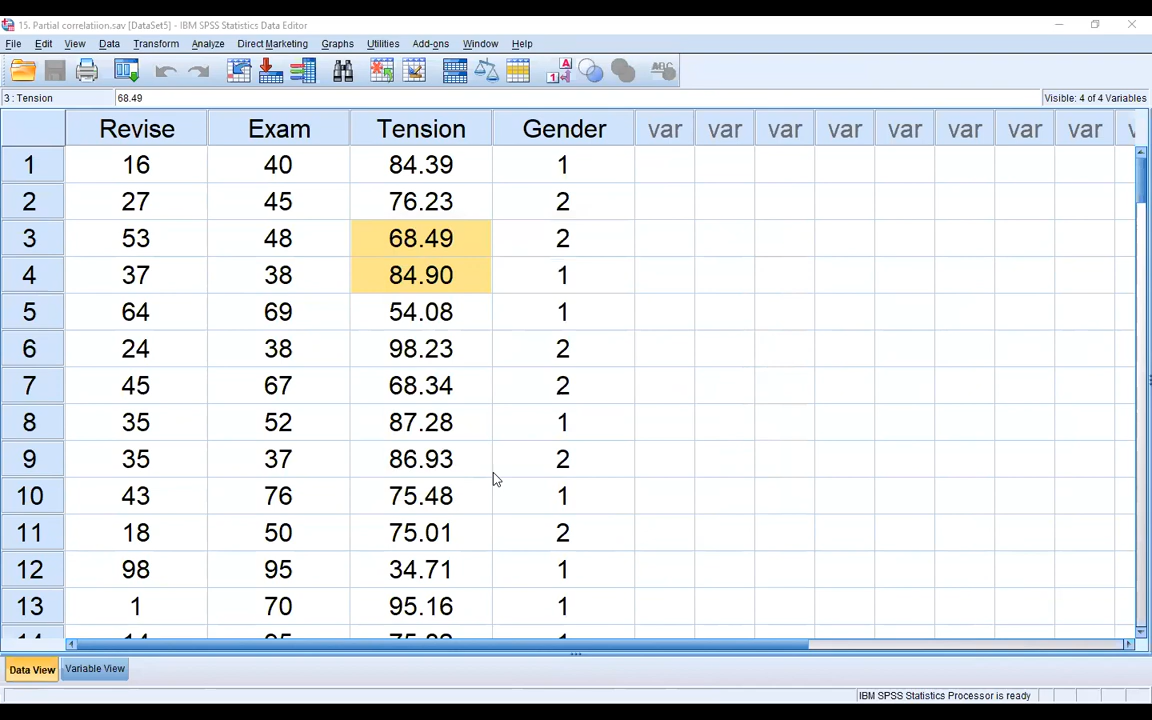 15. Partial correlatiion.sav [DataSet5] - IBM SPSS Statistics Data Editor
File Edit View Data Transform Analyze Direct Marketing Graphs Utilities Add-ons Window Help
3 : Tension 68.49 Visible: 4 of 4 Variables
Revise Exam Tension Gender var var var var var var var var
1 16 40 84.39 1
2 27 45 76.23 2
3 53 48 68.49 2
4 37 38 84.90 1
5 64 69 54.08 1
6 24 38 98.23 2
7 45 67 68.34 2
8 35 52 87.28 1
9 35 37 86.93 2
10 43 76 75.48 1
11 18 50 75.01 2
12 98 95 34.71 1
13 1 70 95.16 1
Data View Variable View
IBM SPSS Statistics Processor is ready